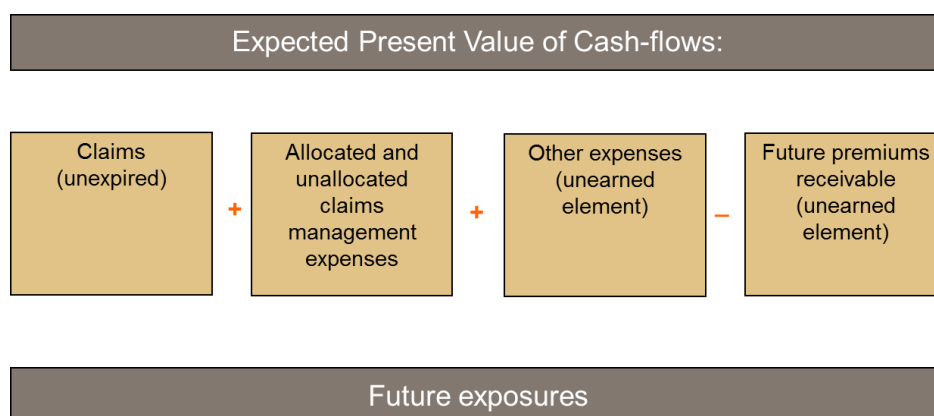 Expected Present Value of Cash-flows:
Claims
(unexpired)
+
Allocated and
unallocated
claims
management
expenses
+
Other expenses
(unearned
element)
–
Future premiums
receivable
(unearned
element)
Future exposures